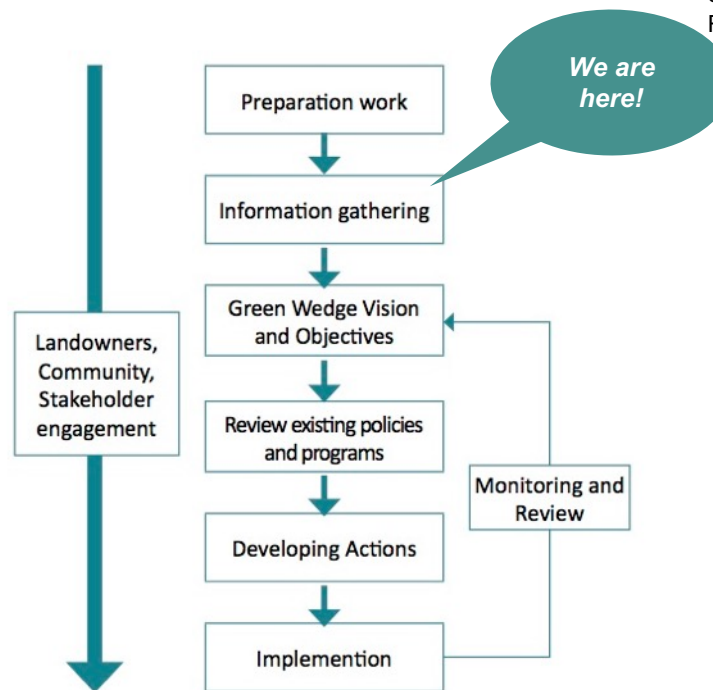 We are
here!
Preparation work
Information gathering
Green Wedge Vision
and Objectives
Landowners,
Community,
Stakeholder
engagement
Review existing policies
and programs
Monitoring and
Review
Developing Actions
Implemention